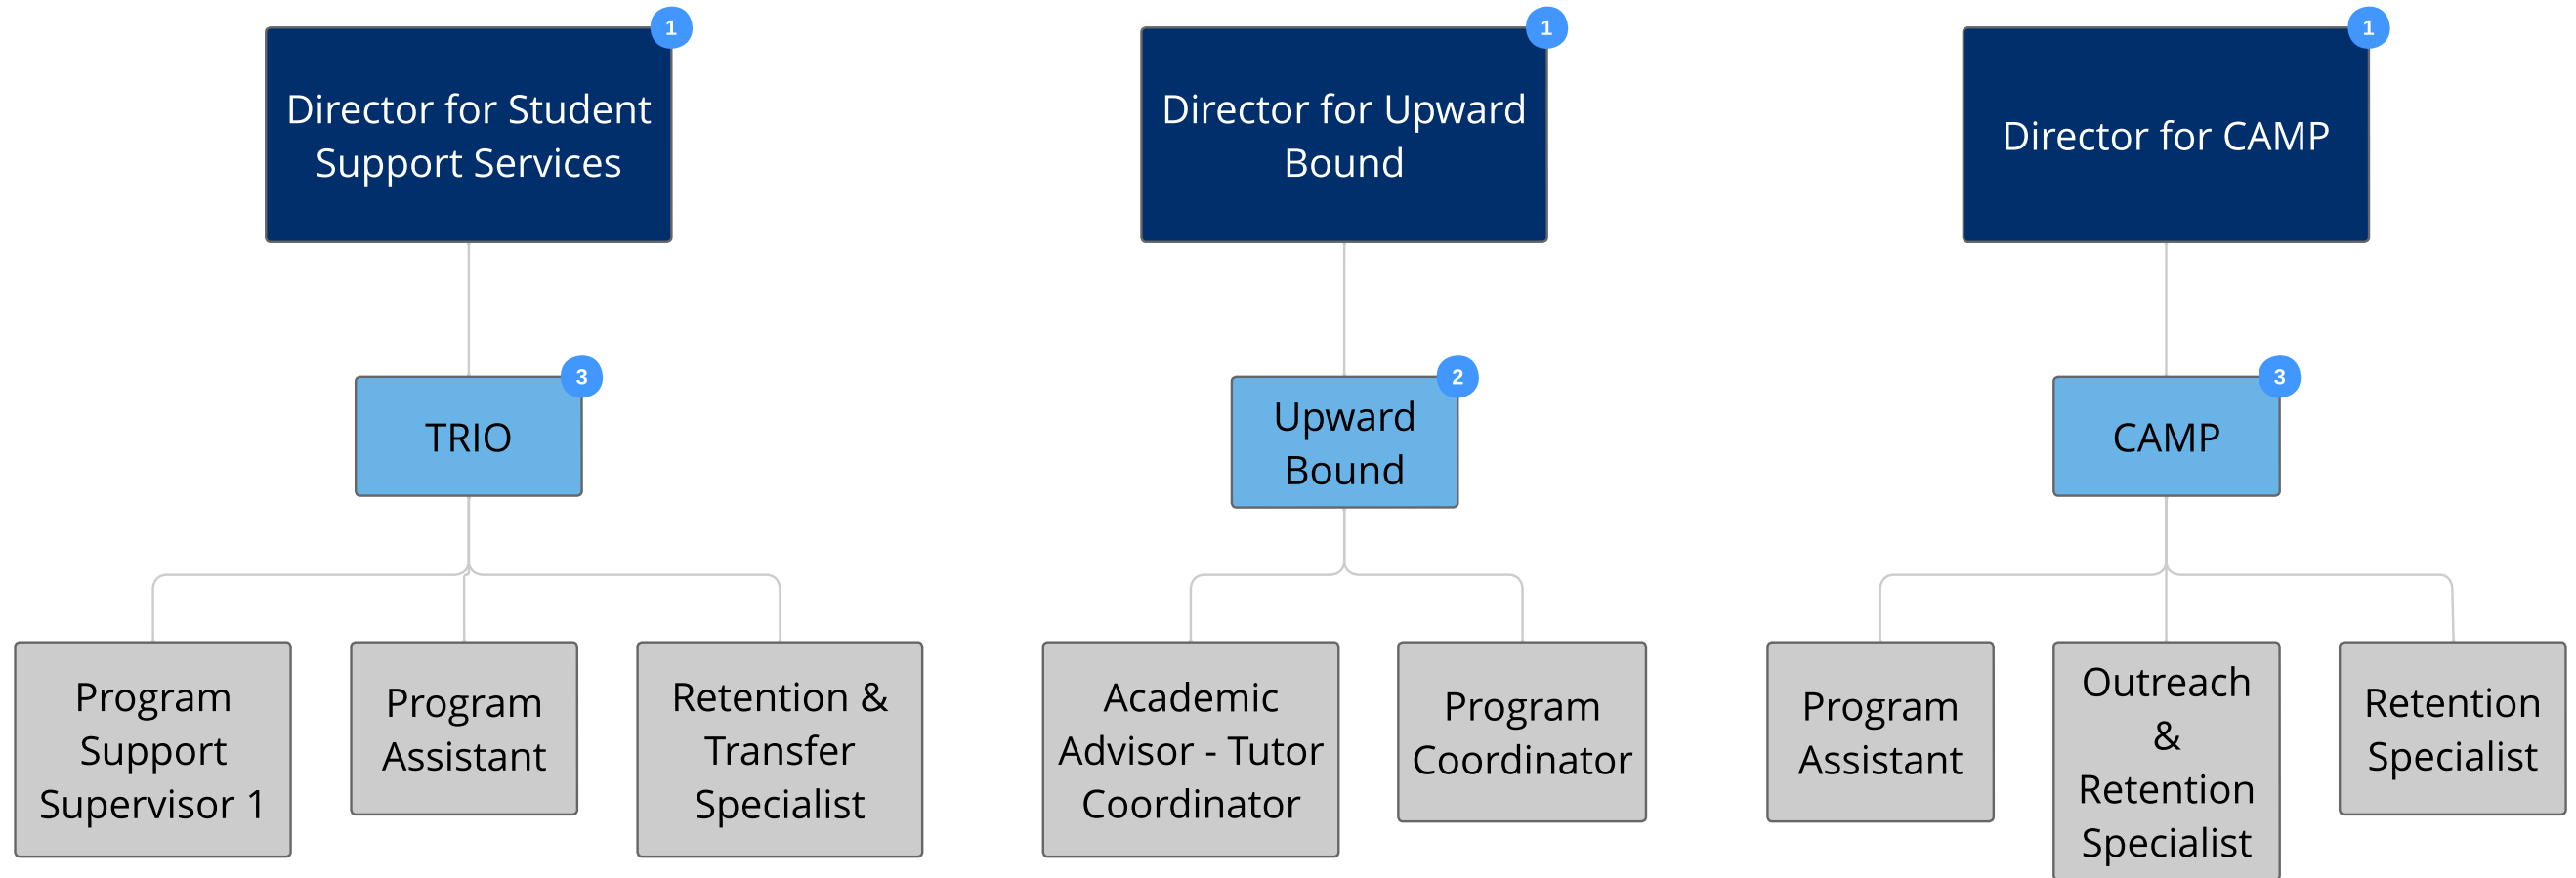 1
Director for Student
Support Services
1
Director for Upward
Bound
1
Director for CAMP
3
TRIO
2
Upward
Bound
3
CAMP
Program
Support
Supervisor 1
Program
Assistant
Retention &
Transfer
Specialist
Academic
Advisor - Tutor
Coordinator
Program
Coordinator
Program
Assistant
Outreach
&
Retention
Specialist
Retention
Specialist